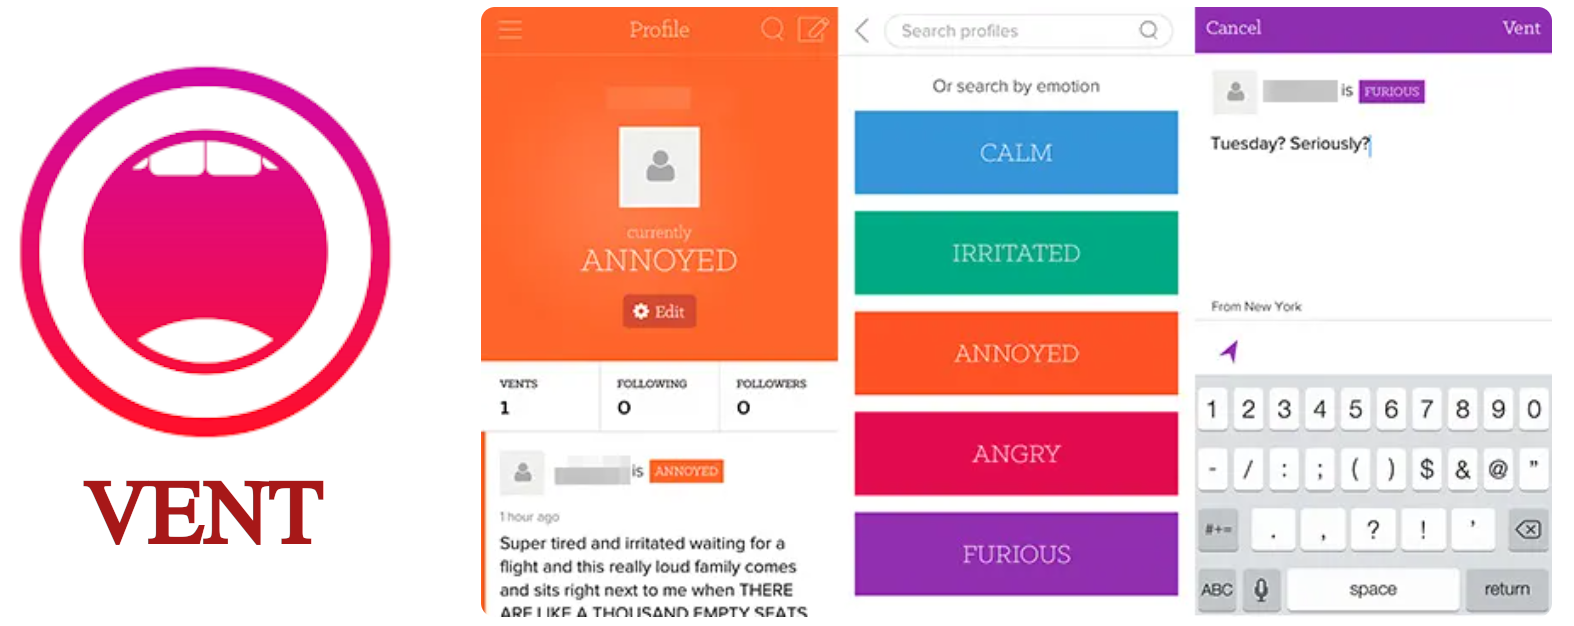 VENT
Profile
currently
ANNOYED
Edit
VENTS
1
FOLLOWING
0
FOLLOWERS
0
is ANNOYED
1 hour ago
Super tired and irritated waiting for a
flight and this really loud family comes
and sits right next to me when THERE
ARE LIKE A THOUSAND EMPTY SEATS
Search profiles
Or search by emotion
CALM
IRRITATED
ANNOYED
ANGRY
FURIOUS
Cancel Vent
is FURIOUS
Tuesday? Seriously?
From New York
1 2 3 4 5 6 7 8 9 0
- / : ; ( ) $ & @ "
#+= . , ? ! '
ABC space return